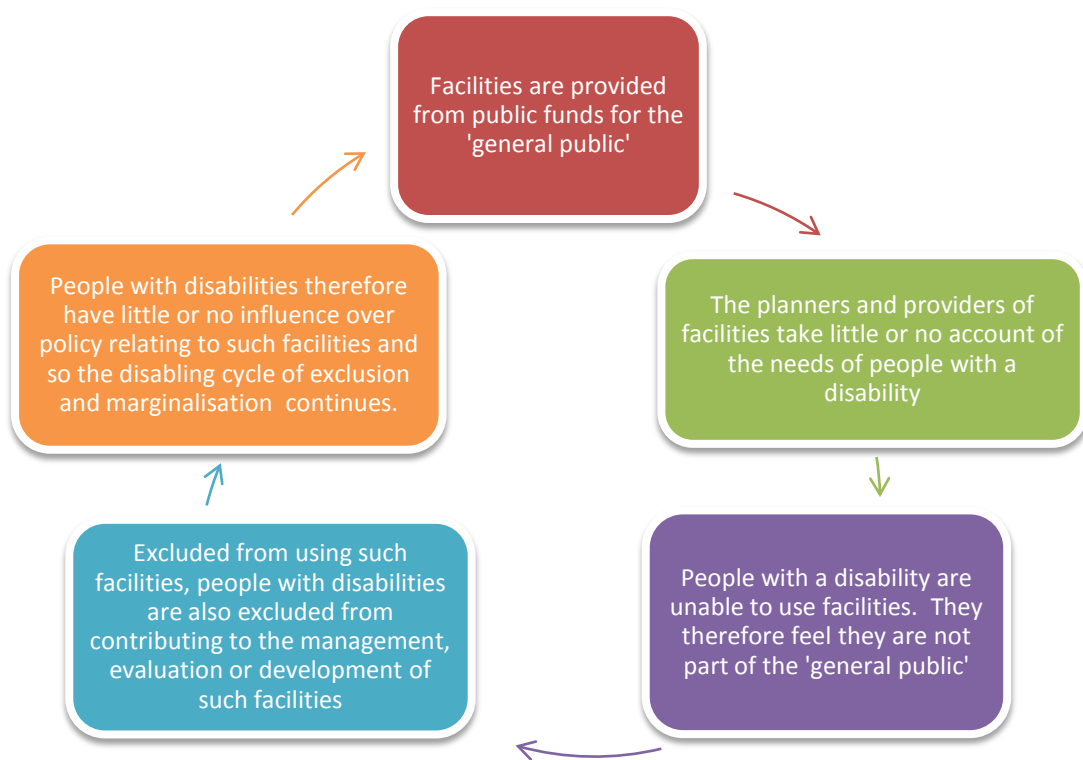 Facilities are provided
from public funds for the
'general public'
The planners and providers of
facilities take little or no account of
the needs of people with a
disability
People with a disability are
unable to use facilities.  They
therefore feel they are not
part of the 'general public'
Excluded from using such
facilities, people with disabilities
are also excluded from
contributing to the management,
evaluation or development of
such facilities
People with disabilities therefore
have little or no influence over
policy relating to such facilities and
so the disabling cycle of exclusion
and marginalisation  continues.